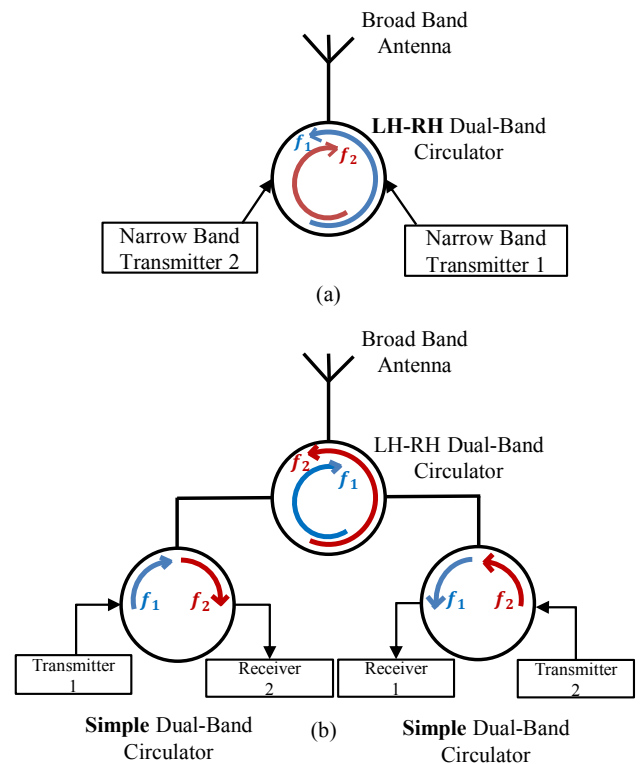 Broad Band
Antenna
LH-RH Dual-Band
Circulator
f1
f2
Narrow Band
Transmitter 2
Narrow Band
Transmitter 1
(a)
Broad Band
Antenna
LH-RH Dual-Band
Circulator
f2
f1
f1
f2
f1
f2
Transmitter
1
Receiver
2
Receiver
1
Transmitter
2
Simple Dual-Band
Circulator
(b)
Simple Dual-Band
Circulator